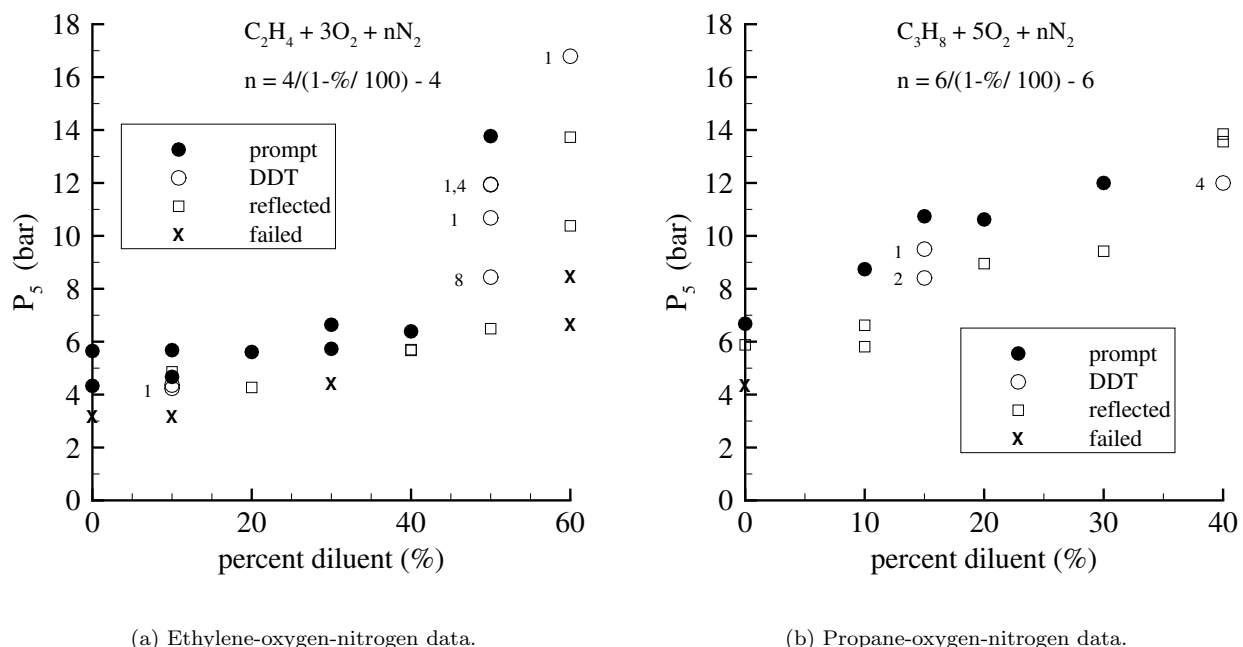 C₂H₄ + 3O₂ + nN₂
n = 4/(1-%/ 100) - 4
prompt
DDT
reflected
x failed
1
1,4
1
8
1
18
16
14
12
10
8
6
4
2
0
P₅ (bar)
0 20 40 60
percent diluent (%)
(a) Ethylene-oxygen-nitrogen data.
C₃H₈ + 5O₂ + nN₂
n = 6/(1-%/ 100) - 6
4
1
2
prompt
DDT
reflected
x failed
18
16
14
12
10
8
6
4
2
0
P₅ (bar)
0 10 20 30 40
percent diluent (%)
(b) Propane-oxygen-nitrogen data.